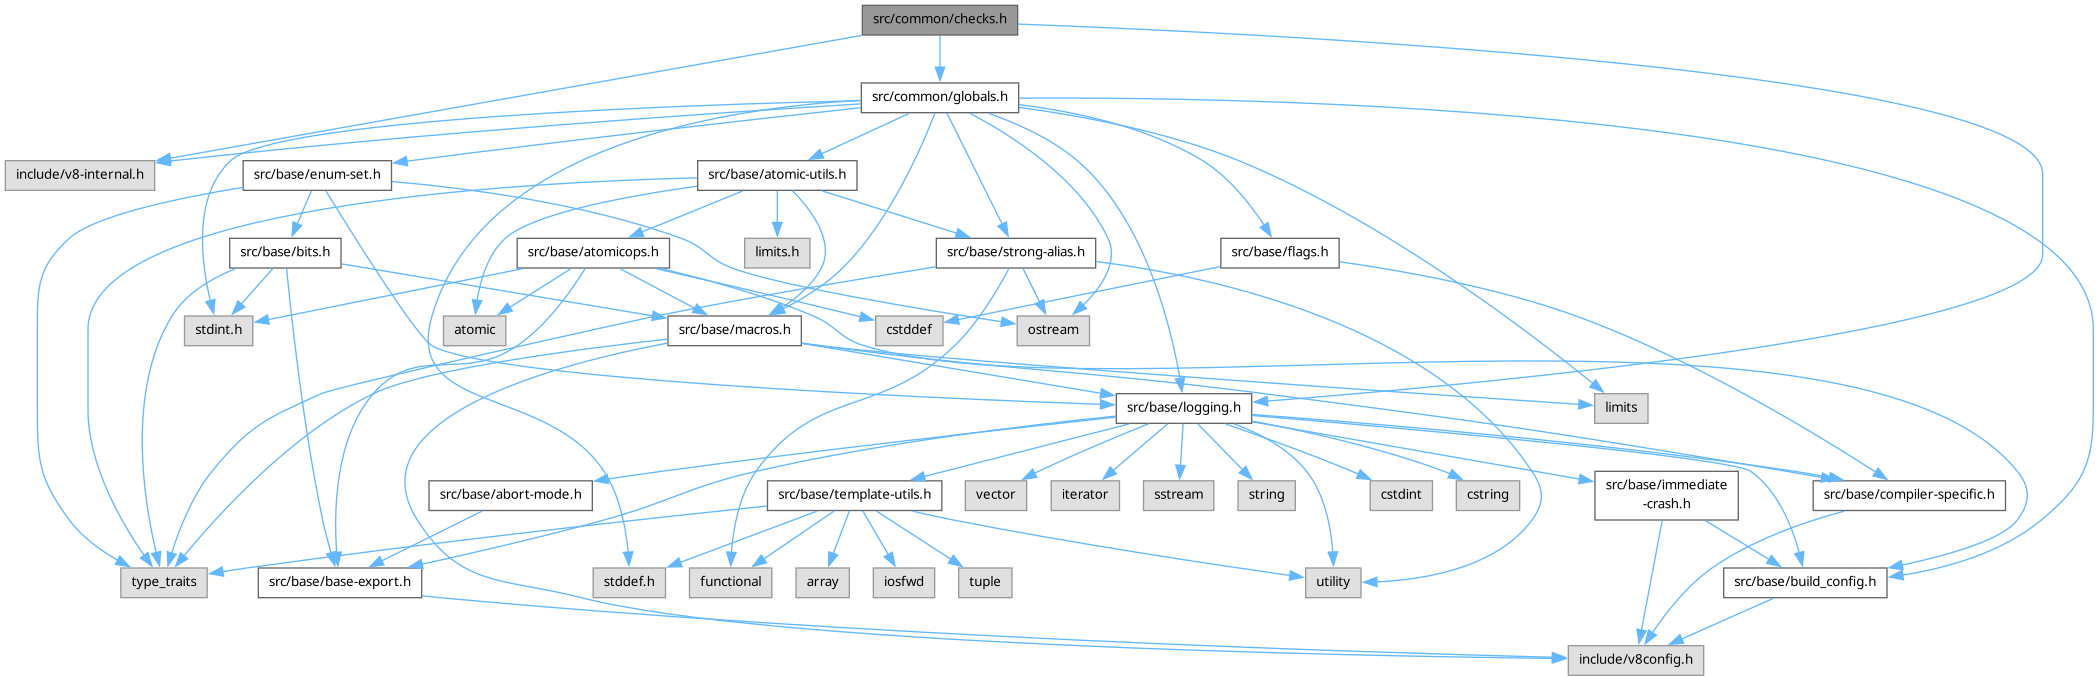 src/common/checks.h
src/common/globals.h
include/v8-internal.h
src/base/enum-set.h
src/base/atomic-utils.h
src/base/bits.h
src/base/atomicops.h
limits.h
src/base/strong-alias.h
src/base/flags.h
stdint.h
atomic
src/base/macros.h
cstddef
ostream
src/base/logging.h
limits
src/base/abort-mode.h
src/base/template-utils.h
vector
iterator
sstream
string
cstdint
cstring
src/base/immediate
-crash.h
src/base/compiler-specific.h
type_traits
src/base/base-export.h
stddef.h
functional
array
iosfwd
tuple
utility
src/base/build_config.h
include/v8config.h